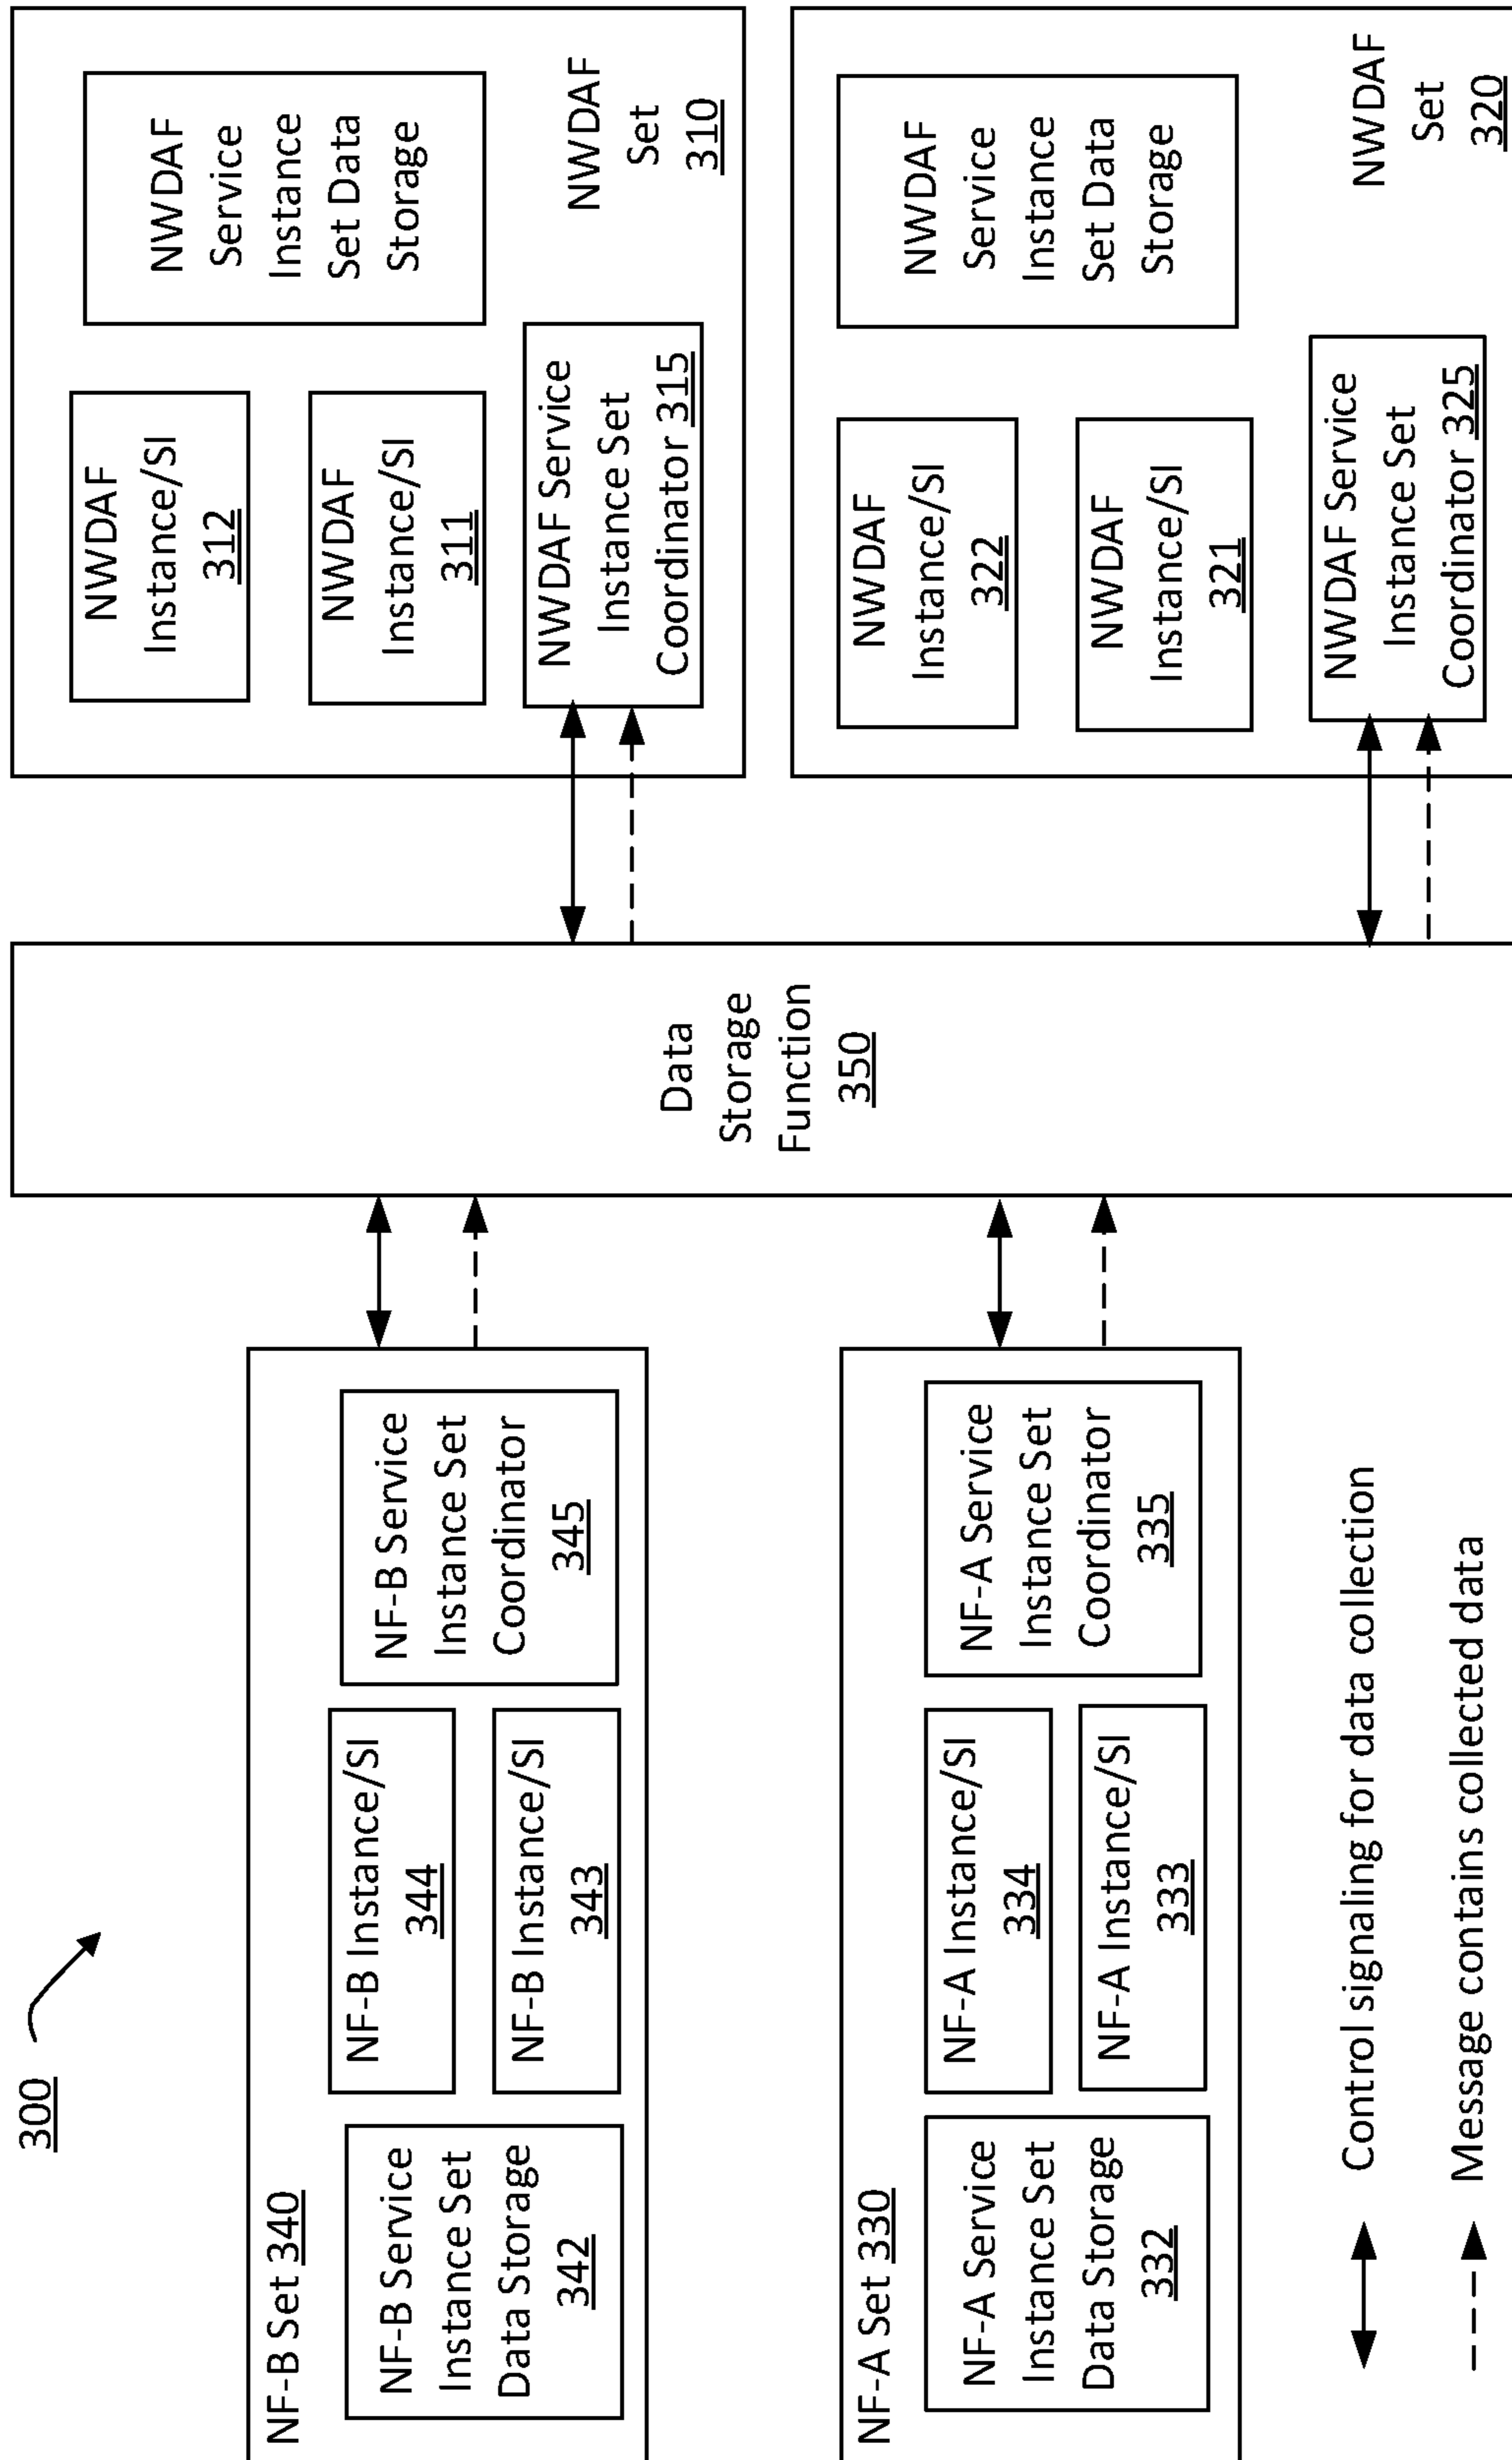 300
NF-B Set 340
NF-B Service
Instance Set
Data Storage
342
NF-B Instance/SI
344
NF-B Instance/SI
343
NF-B Service
Instance Set
Coordinator
345
NF-A Set 330
NF-A Service
Instance Set
Data Storage
332
NF-A Instance/SI
334
NF-A Instance/SI
333
NF-A Service
Instance Set
Coordinator
335
Data
Storage
Function
350
NWDAF
Instance/SI
312
NWDAF
Instance/SI
311
NWDAF Service
Instance Set
Coordinator 315
NWDAF
Service
Instance
Set Data
Storage
NWDAF
Set
310
NWDAF
Instance/SI
322
NWDAF
Instance/SI
321
NWDAF Service
Instance Set
Coordinator 325
NWDAF
Service
Instance
Set Data
Storage
NWDAF
Set
320
Control signaling for data collection
Message contains collected data